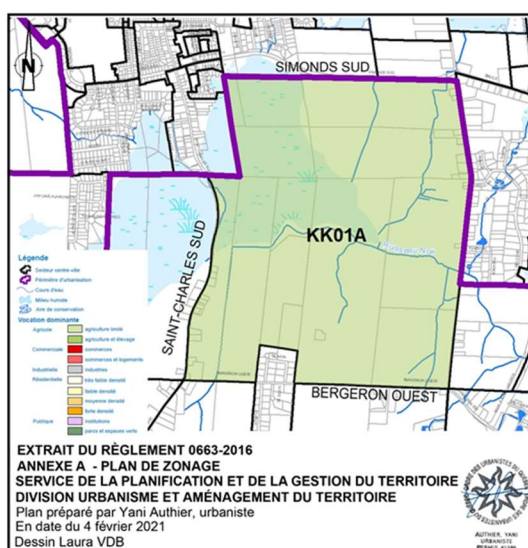 N
SIMONDS SUD
KK01A
SAINT-CHARLES SUD
BERGERON OUEST
Légende
Secteur centre-ville
Périmètre d'urbanisation
Cours d'eau
Milieu humide
Aire de conservation
Vocation dominante
Agricole
agriculture limité
agriculture et élevage
Commerciale
commerces
commerces et logements
Industrielle
industries
Résidentielle
très faible densité
faible densité
moyenne densité
forte densité
Publique
institutions
parcs et espaces verts
EXTRAIT DU RÈGLEMENT 0663-2016
ANNEXE A - PLAN DE ZONAGE
SERVICE DE LA PLANIFICATION ET DE LA GESTION DU TERRITOIRE
DIVISION URBANISME ET AMÉNAGEMENT DU TERRITOIRE
Plan préparé par Yani Authier, urbaniste
En date du 4 février 2021
Dessin Laura VDB
AUTHIER, YANI
URBANISTE